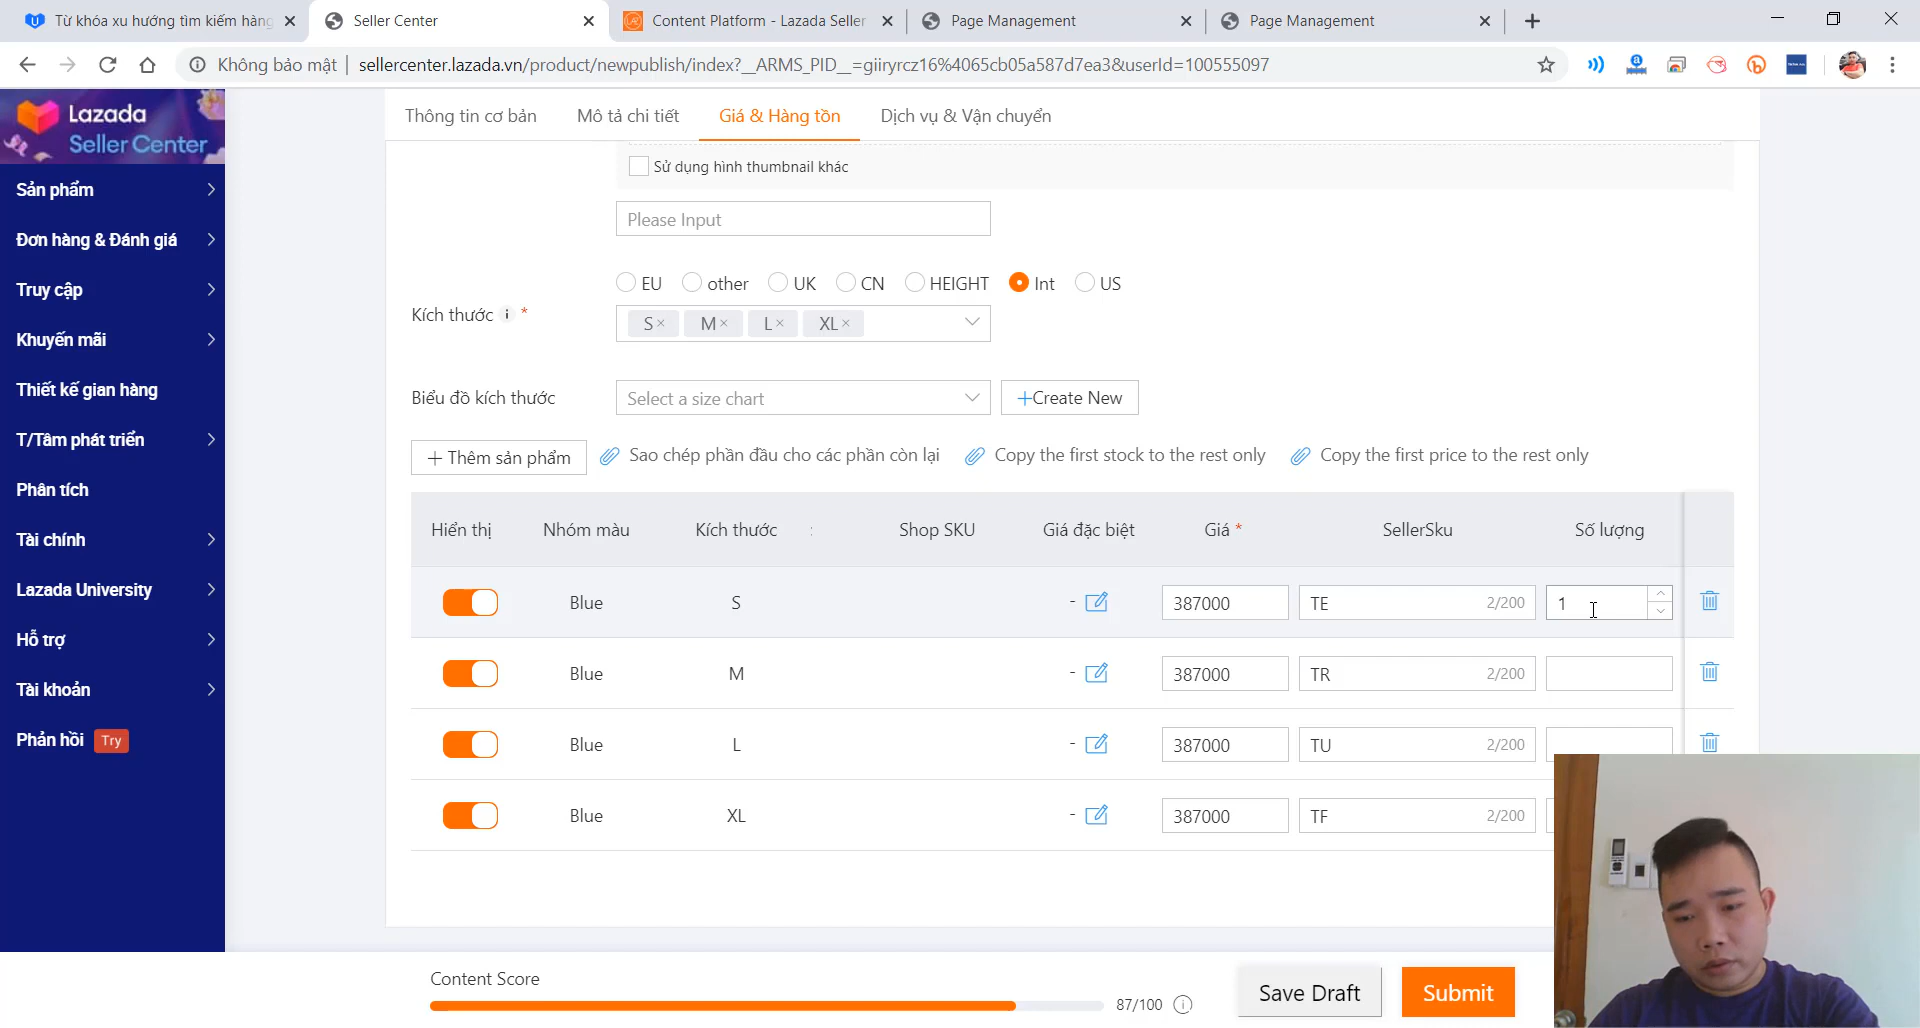 Từ khóa xu hướng tìm kiếm hàng
Seller Center
Content Platform - Lazada Seller
Page Management
Page Management
Không bảo mật
sellercenter.lazada.vn/product/newpublish/index?__ARMS_PID__=giiryrcz16%4065cb05a587d7ea3&userId=100555097
Lazada
Seller Center
Sản phẩm
Đơn hàng & Đánh giá
Truy cập
Khuyến mãi
Thiết kế gian hàng
T/Tâm phát triển
Phân tích
Tài chính
Lazada University
Hỗ trợ
Tài khoản
Phản hồi Try
Thông tin cơ bản Mô tả chi tiết Giá & Hàng tồn Dịch vụ & Vận chuyển
Sử dụng hình thumbnail khác
Please Input
EU other UK CN HEIGHT Int US
Kích thước i *
S× M× L× XL×
Biểu đồ kích thước Select a size chart +Create New
+ Thêm sản phẩm Sao chép phần đầu cho các phần còn lại Copy the first stock to the rest only Copy the first price to the rest only
Hiển thị Nhóm màu Kích thước : Shop SKU Giá đặc biệt Giá * SellerSku Số lượng
Blue S - 387000 TE 2/200 1
Blue M - 387000 TR 2/200
Blue L - 387000 TU 2/200
Blue XL - 387000 TF 2/200
Content Score
87/100
Save Draft
Submit